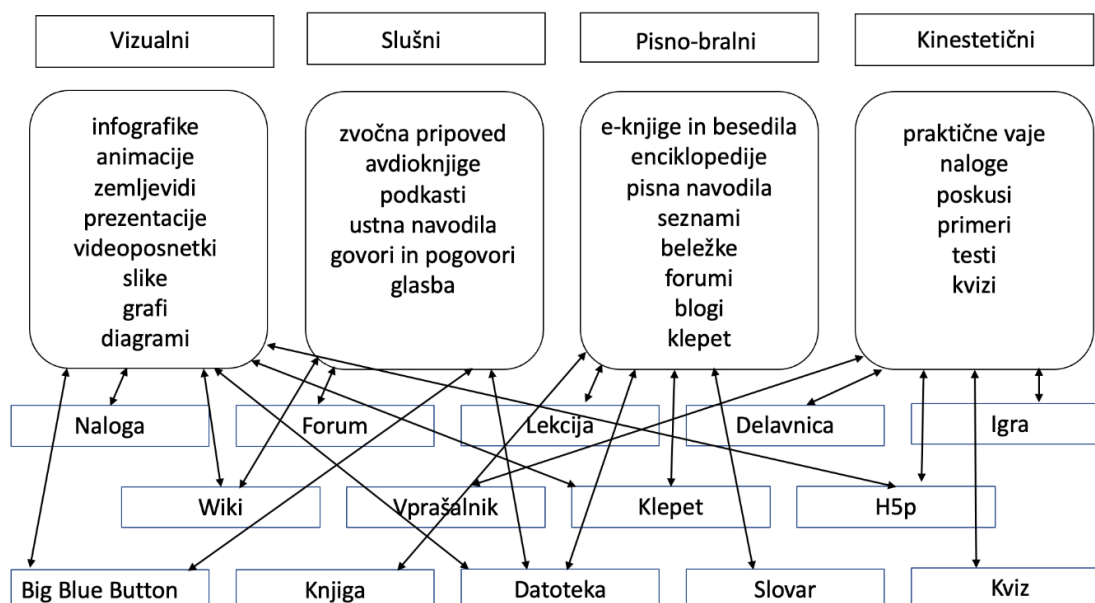 Vizualni
Slušni
Pisno-bralni
Kinestetični
infografike
animacije
zemljevidi
prezentacije
videoposnetki
slike
grafi
diagrami
zvočna pripoved
avdioknjige
podkasti
ustna navodila
govori in pogovori
glasba
e-knjige in besedila
enciklopedije
pisna navodila
seznami
beležke
forumi
blogi
klepet
praktične vaje
naloge
poskusi
primeri
testi
kvizi
Naloga
Forum
Lekcija
Delavnica
Igra
Wiki
Vprašalnik
Klepet
H5p
Big Blue Button
Knjiga
Datoteka
Slovar
Kviz